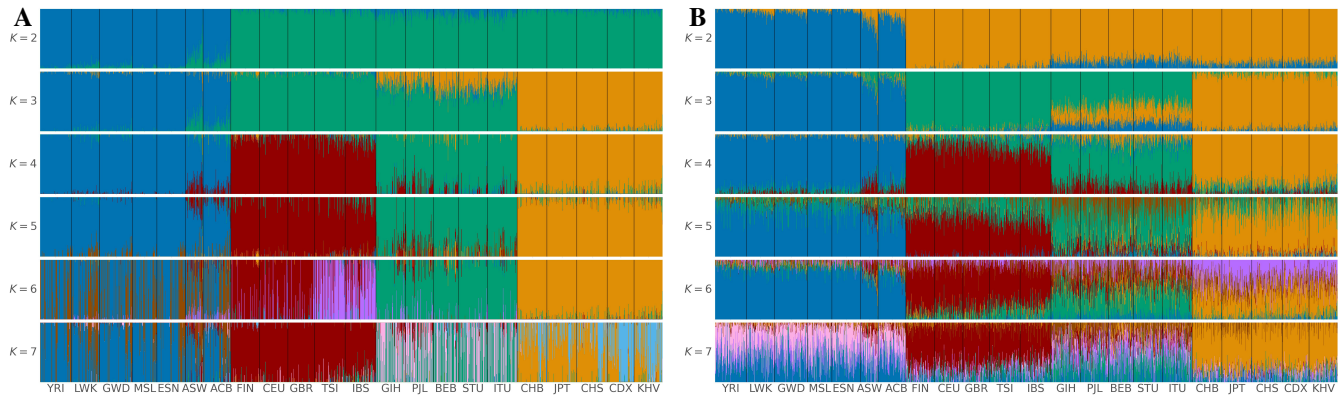 A
K = 2
K = 3
K = 4
K = 5
K = 6
K = 7
YRI LWK GWD MSL ESN ASW ACB FIN CEU GBR TSI IBS GIH PJL BEB STU ITU CHB JPT CHS CDX KHV
B
K = 2
K = 3
K = 4
K = 5
K = 6
K = 7
YRI LWK GWD MSL ESN ASW ACB FIN CEU GBR TSI IBS GIH PJL BEB STU ITU CHB JPT CHS CDX KHV